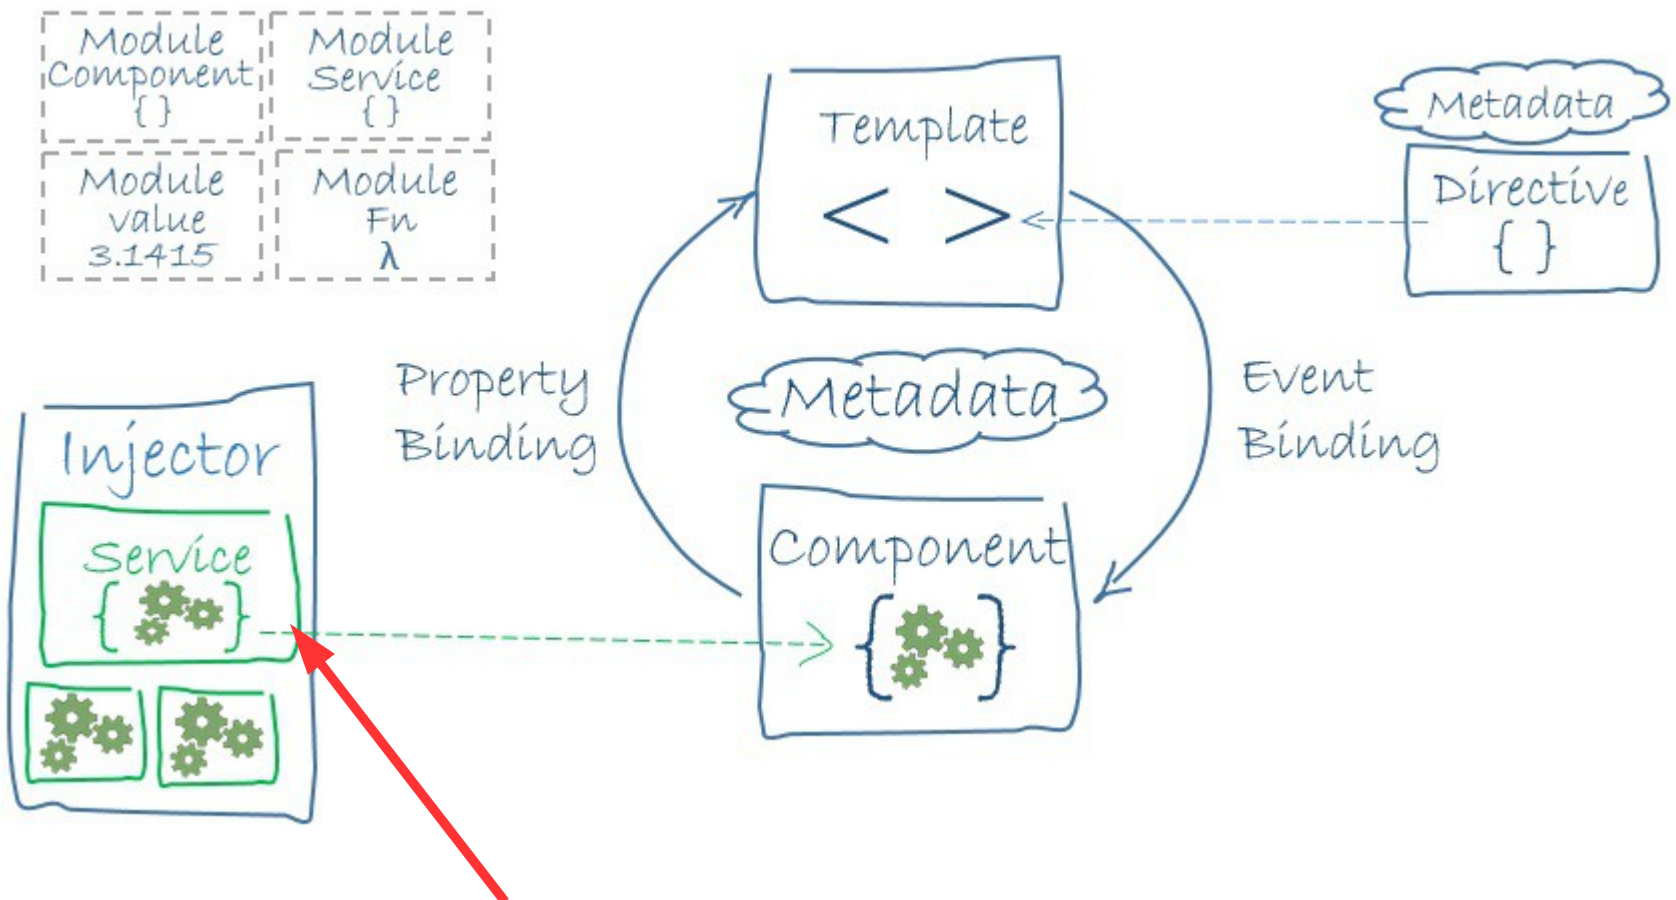 Module
Component
{ }
Module
Service
{ }
Module
value
3.1415
Module
Fn
λ
Template
< >
Metadata
Directive
{ }
Property
Binding
Metadata
Event
Binding
Injector
Service
{ }
Component
{ }